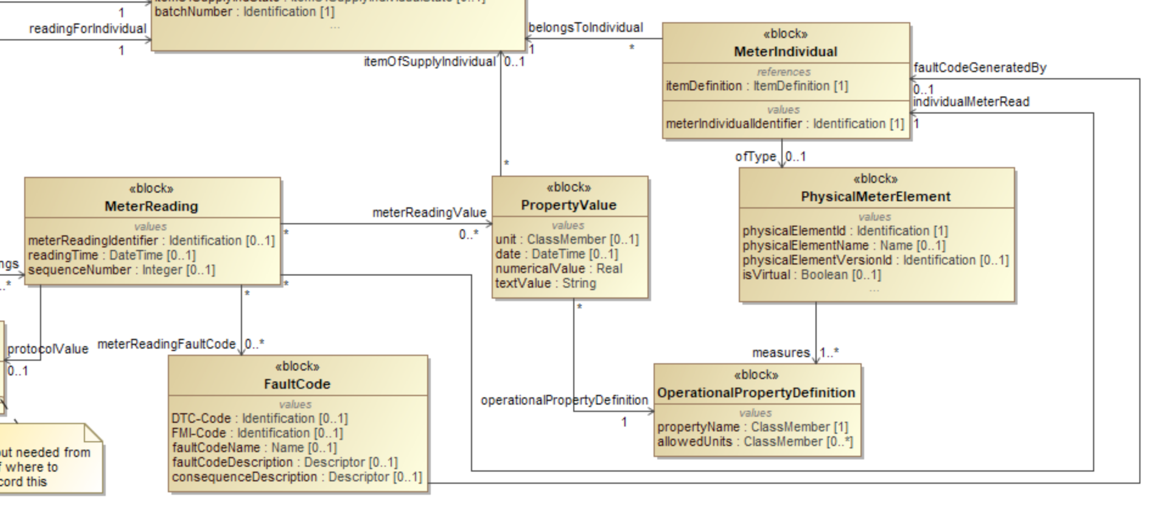 batchNumber : Identification [1]
...
1
readingForIndividual
1
belongsToIndividual
1
*
itemOfSupplyIndividual
0..1
*
«block»
MeterIndividual
references
itemDefinition : ItemDefinition [1]
values
meterIndividualIdentifier : Identification [1]
faultCodeGeneratedBy
0..1
individualMeterRead
1
ofType
0..1
«block»
PhysicalMeterElement
values
physicalElementId : Identification [1]
physicalElementName : Name [0..1]
physicalElementVersionId : Identification [0..1]
isVirtual : Boolean [0..1]
...
«block»
MeterReading
values
meterReadingIdentifier : Identification [0..1]
readingTime : DateTime [0..1]
sequenceNumber : Integer [0..1]
meterReadingValue
*
0..*
«block»
PropertyValue
values
unit : ClassMember [0..1]
date : DateTime [0..1]
numericalValue : Real
textValue : String
ngs
..*
*
*
*
protocolValue
0..1
meterReadingFaultCode
0..*
measures
1..*
«block»
FaultCode
values
DTC-Code : Identification [0..1]
FMI-Code : Identification [0..1]
faultCodeName : Name [0..1]
faultCodeDescription : Descriptor [0..1]
consequenceDescription : Descriptor [0..1]
operationalPropertyDefinition
1
«block»
OperationalPropertyDefinition
values
propertyName : ClassMember [1]
allowedUnits : ClassMember [0..*]
out needed from
f where to
cord this